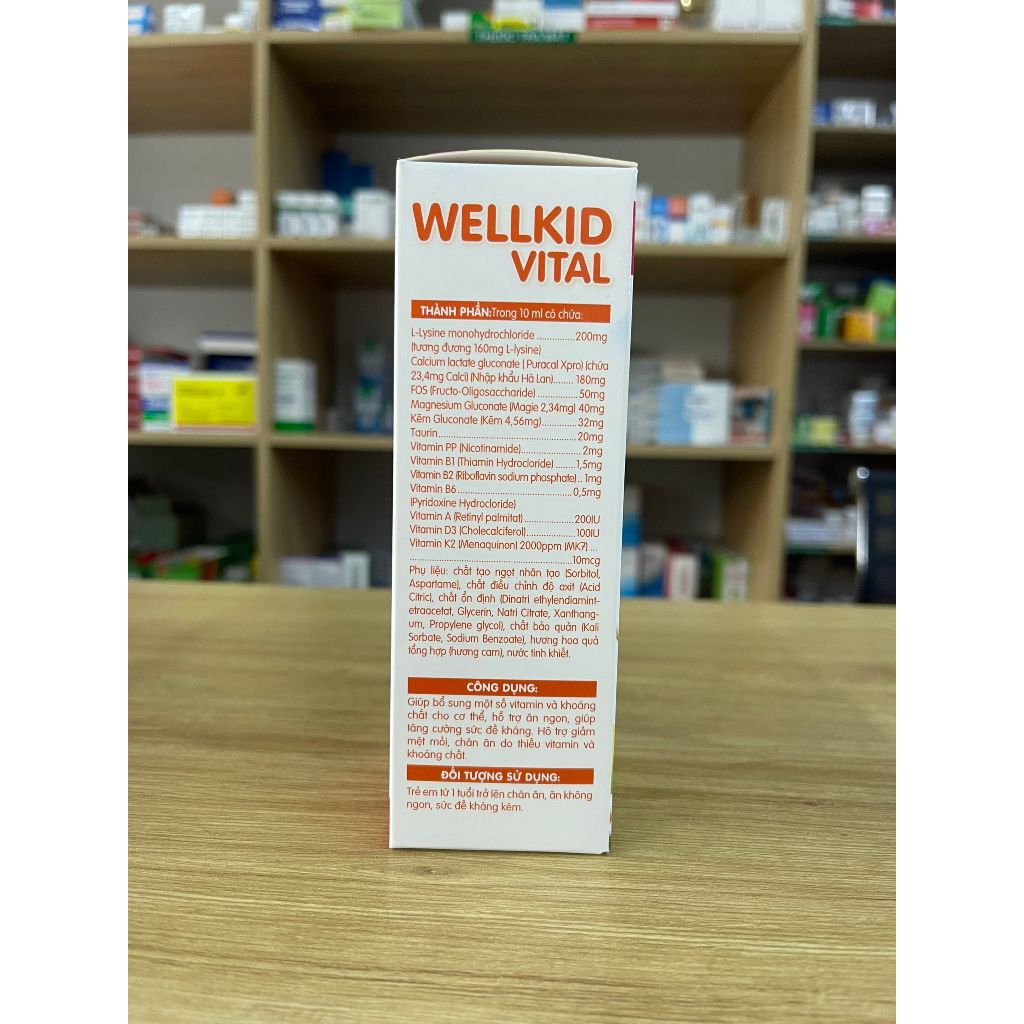 WELLKID
VITAL
THÀNH PHẦN:Trong 10 ml có chứa:
L-Lysine monohydrochloride ..............200mg
(tương đương 160mg L-lysine)
Calcium lactate gluconate ( Puracal Xpro) (chứa
23,4mg Calci) (Nhập khẩu Hà Lan)....... 180mg
FOS (Fructo-Oligosaccharide) ...............50mg
Magnesium Gluconate (Magie 2,34mg) 40mg
Kẽm Gluconate (Kẽm 4,56mg)............32mg
Taurin..................................................20mg
Vitamin PP (Nicotinamide)......................2mg
Vitamin B1 (Thiamin Hydrocloride) ........1,5mg
Vitamin B2 (Riboflavin sodium phosphate) .. 1mg
Vitamin B6 ..........................................0,5mg
(Pyridoxine Hydrocloride)
Vitamin A (Retinyl palmitat) ..................200IU
Vitamin D3 (Cholecalciferol)..................100IU
Vitamin K2 (Menaquinon) 2000ppm (MK7) ...
............................................................10mcg
Phụ liệu: chất tạo ngọt nhân tạo (Sorbitol,
Aspartame), chất điều chỉnh độ axit (Acid
Citric), chất ổn định (Dinatri ethylendiamint-
etraacetat, Glycerin, Natri Citrate, Xanthang-
um, Propylene glycol), chất bảo quản (Kali
Sorbate, Sodium Benzoate), hương hoa quả
tổng hợp (hương cam), nước tinh khiết.
CÔNG DỤNG:
Giúp bổ sung một số vitamin và khoáng
chất cho cơ thể, hỗ trợ ăn ngon, giúp
tăng cường sức đề kháng. Hỗ trợ giảm
mệt mỏi, chán ăn do thiếu vitamin và
khoáng chất.
ĐỐI TƯỢNG SỬ DỤNG:
Trẻ em từ 1 tuổi trở lên chán ăn, ăn không
ngon, sức đề kháng kém.